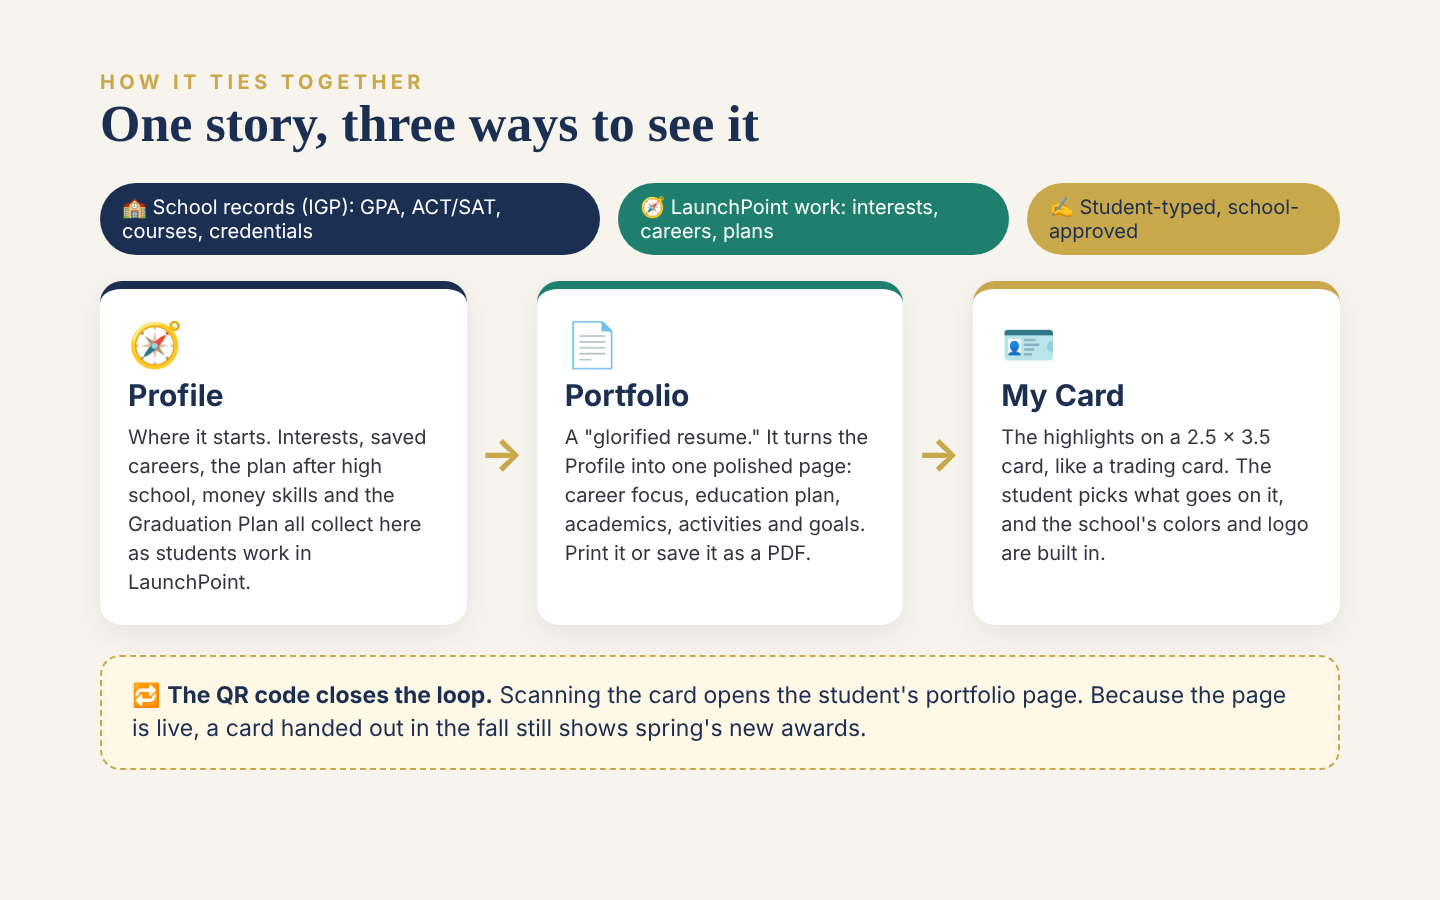 HOW IT TIES TOGETHER
One story, three ways to see it
🏫 School records (IGP): GPA, ACT/SAT,
courses, credentials
🧭 LaunchPoint work: interests,
careers, plans
✍️ Student-typed, school-
approved
Profile
Where it starts. Interests, saved
careers, the plan after high
school, money skills and the
Graduation Plan all collect here
as students work in
LaunchPoint.
→
Portfolio
A "glorified resume." It turns the
Profile into one polished page:
career focus, education plan,
academics, activities and goals.
Print it or save it as a PDF.
→
My Card
The highlights on a 2.5 × 3.5
card, like a trading card. The
student picks what goes on it,
and the school's colors and logo
are built in.
🔁 The QR code closes the loop. Scanning the card opens the student's portfolio page. Because the page
is live, a card handed out in the fall still shows spring's new awards.